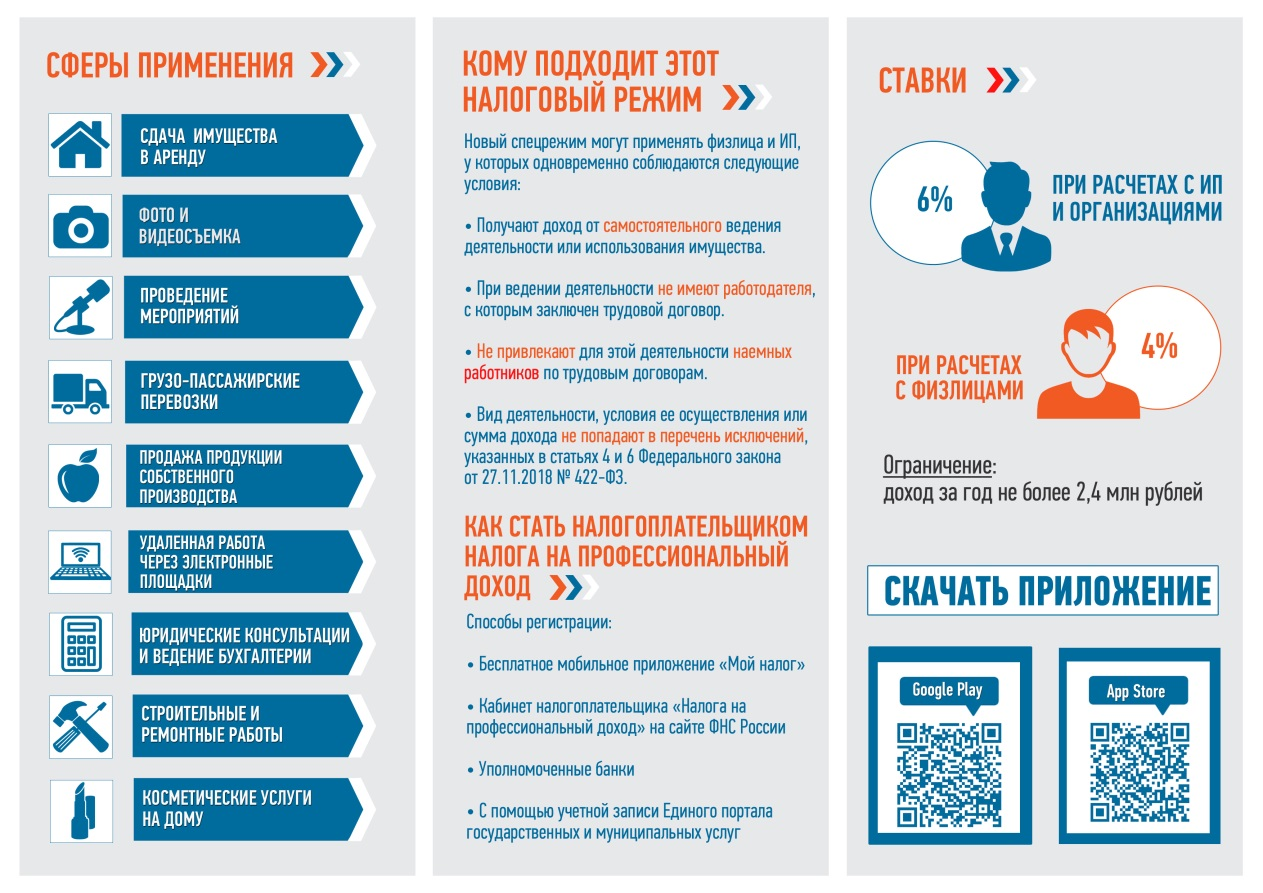 СФЕРЫ ПРИМЕНЕНИЯ
СДАЧА ИМУЩЕСТВА
В АРЕНДУ
ФОТО И
ВИДЕОСЪЕМКА
ПРОВЕДЕНИЕ
МЕРОПРИЯТИЙ
ГРУЗО-ПАССАЖИРСКИЕ
ПЕРЕВОЗКИ
ПРОДАЖА ПРОДУКЦИИ
СОБСТВЕННОГО
ПРОИЗВОДСТВА
УДАЛЕННАЯ РАБОТА
ЧЕРЕЗ ЭЛЕКТРОННЫЕ
ПЛОЩАДКИ
ЮРИДИЧЕСКИЕ КОНСУЛЬТАЦИИ
И ВЕДЕНИЕ БУХГАЛТЕРИИ
СТРОИТЕЛЬНЫЕ И
РЕМОНТНЫЕ РАБОТЫ
КОСМЕТИЧЕСКИЕ УСЛУГИ
НА ДОМУ
КОМУ ПОДХОДИТ ЭТОТ
НАЛОГОВЫЙ РЕЖИМ
Новый спецрежим могут применять физлица и ИП,
у которых одновременно соблюдаются следующие
условия:
• Получают доход от самостоятельного ведения
деятельности или использования имущества.
• При ведении деятельности не имеют работодателя,
с которым заключен трудовой договор.
• Не привлекают для этой деятельности наемных
работников по трудовым договорам.
• Вид деятельности, условия ее осуществления или
сумма дохода не попадают в перечень исключений,
указанных в статьях 4 и 6 Федерального закона
от 27.11.2018 № 422-ФЗ.
КАК СТАТЬ НАЛОГОПЛАТЕЛЬЩИКОМ
НАЛОГА НА ПРОФЕССИОНАЛЬНЫЙ
ДОХОД
Способы регистрации:
• Бесплатное мобильное приложение «Мой налог»
• Кабинет налогоплательщика «Налога на
профессиональный доход» на сайте ФНС России
• Уполномоченные банки
• С помощью учетной записи Единого портала
государственных и муниципальных услуг
СТАВКИ
6%
ПРИ РАСЧЕТАХ С ИП
И ОРГАНИЗАЦИЯМИ
4%
ПРИ РАСЧЕТАХ
С ФИЗЛИЦАМИ
Ограничение:
доход за год не более 2,4 млн рублей
СКАЧАТЬ ПРИЛОЖЕНИЕ
Google Play
App Store